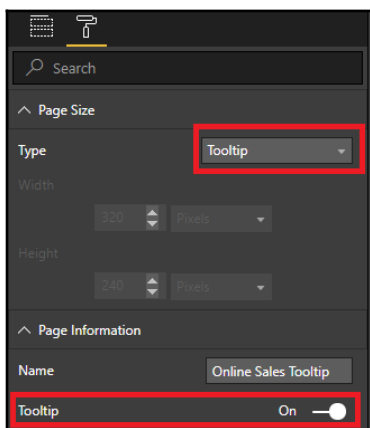 Search
Page Size
Type Tooltip
Width
320 Pixels
Height
240 Pixels
Page Information
Name Online Sales Tooltip
Tooltip On